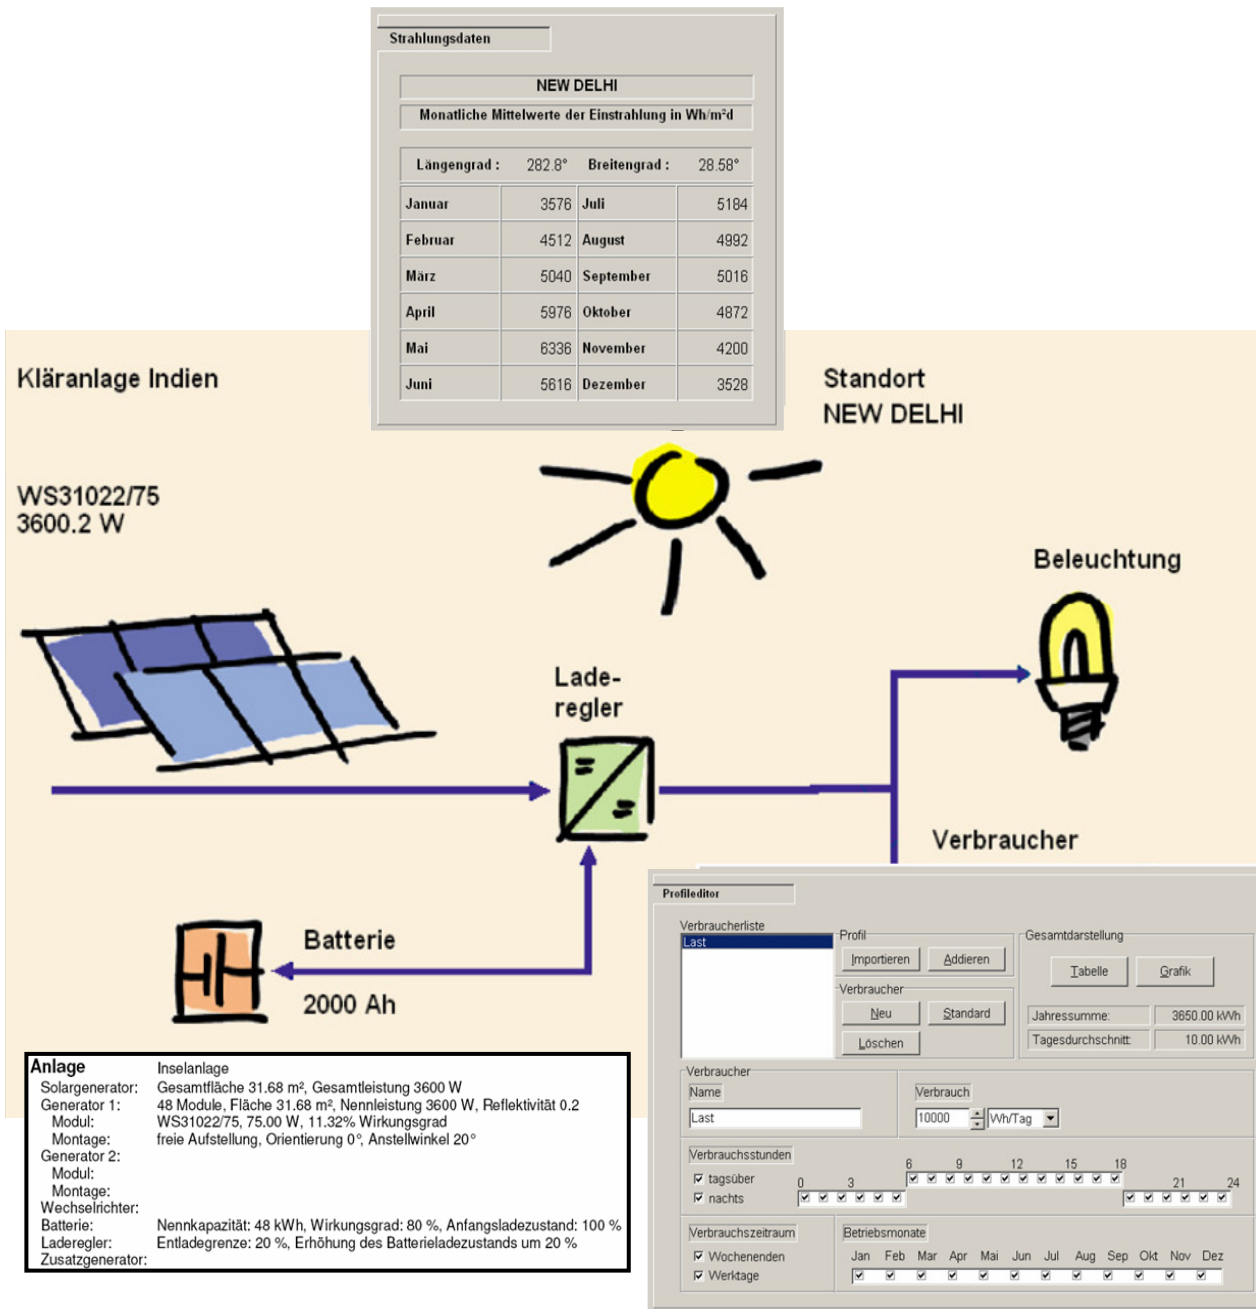 Strahlungsdaten
NEW DELHI
Monatliche Mittelwerte der Einstrahlung in Wh/m²d
Längengrad : 282.8° Breitengrad : 28.58°
Januar 3576 Juli 5184
Februar 4512 August 4992
März 5040 September 5016
April 5976 Oktober 4872
Mai 6336 November 4200
Juni 5616 Dezember 3528
Kläranlage Indien
Standort
NEW DELHI
WS31022/75
3600.2 W
Beleuchtung
Lade-
regler
Verbraucher
Batterie
2000 Ah
Profileditor
Verbraucherliste
Last
Profil
Importieren Addieren
Verbraucher
Neu Standard
Löschen
Gesamtdarstellung
Tabelle Grafik
Jahressumme: 3650.00 kWh
Tagesdurchschnitt: 10.00 kWh
Verbraucher
Name
Last
Verbrauch
10000 Wh/Tag
Verbrauchsstunden
6 9 12 15 18
tagsüber
0 3 21 24
nachts
Verbrauchszeitraum
Wochenenden
Werktage
Betriebsmonate
Jan Feb Mar Apr Mai Jun Jul Aug Sep Okt Nov Dez
Anlage Inselanlage
Solargenerator: Gesamtfläche 31.68 m², Gesamtleistung 3600 W
Generator 1: 48 Module, Fläche 31.68 m², Nennleistung 3600 W, Reflektivität 0.2
Modul: WS31022/75, 75.00 W, 11.32% Wirkungsgrad
Montage: freie Aufstellung, Orientierung 0°, Anstellwinkel 20°
Generator 2:
Modul:
Montage:
Wechselrichter:
Batterie: Nennkapazität: 48 kWh, Wirkungsgrad: 80 %, Anfangsladezustand: 100 %
Laderegler: Entladegrenze: 20 %, Erhöhung des Batterieladezustands um 20 %
Zusatzgenerator: